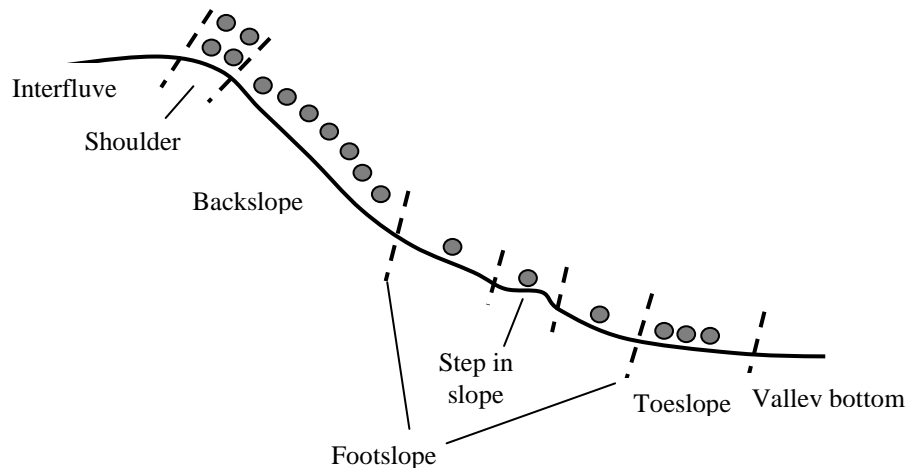 Interfluve
Shoulder
Backslope
Step in
slope
Toeslope
Vallev bottom
Footslope